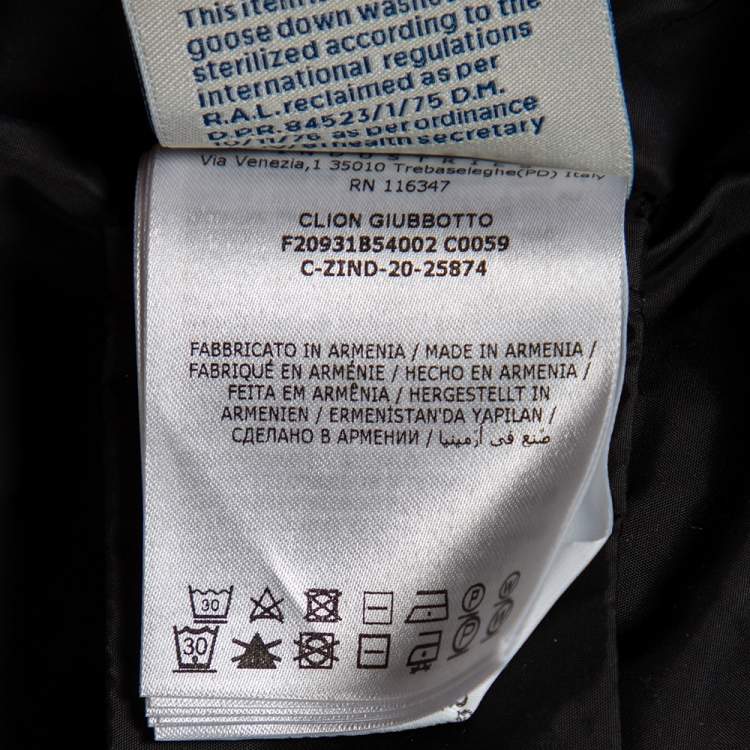 This item
goose down washed
sterilized according to the
international regulations
R.A.L. reclaimed as per
D.P.R. 84523/1/75 D.M.
10/11/76 as per ordinance
health secretary
Via Venezia,1 35010 Trebaseleghe(PD) Italy
RN 116347
CLION GIUBBOTTO
F20931B54002 C0059
C-ZIND-20-25874
FABBRICATO IN ARMENIA / MADE IN ARMENIA /
FABRIQUÉ EN ARMÉNIE / HECHO EN ARMENIA /
FEITA EM ARMÊNIA / HERGESTELLT IN
ARMENIEN / ERMENİSTAN'DA YAPILAN /
СДЕЛАНО В АРМЕНИИ / صنع في أرمينيا
30 P W
30 P W